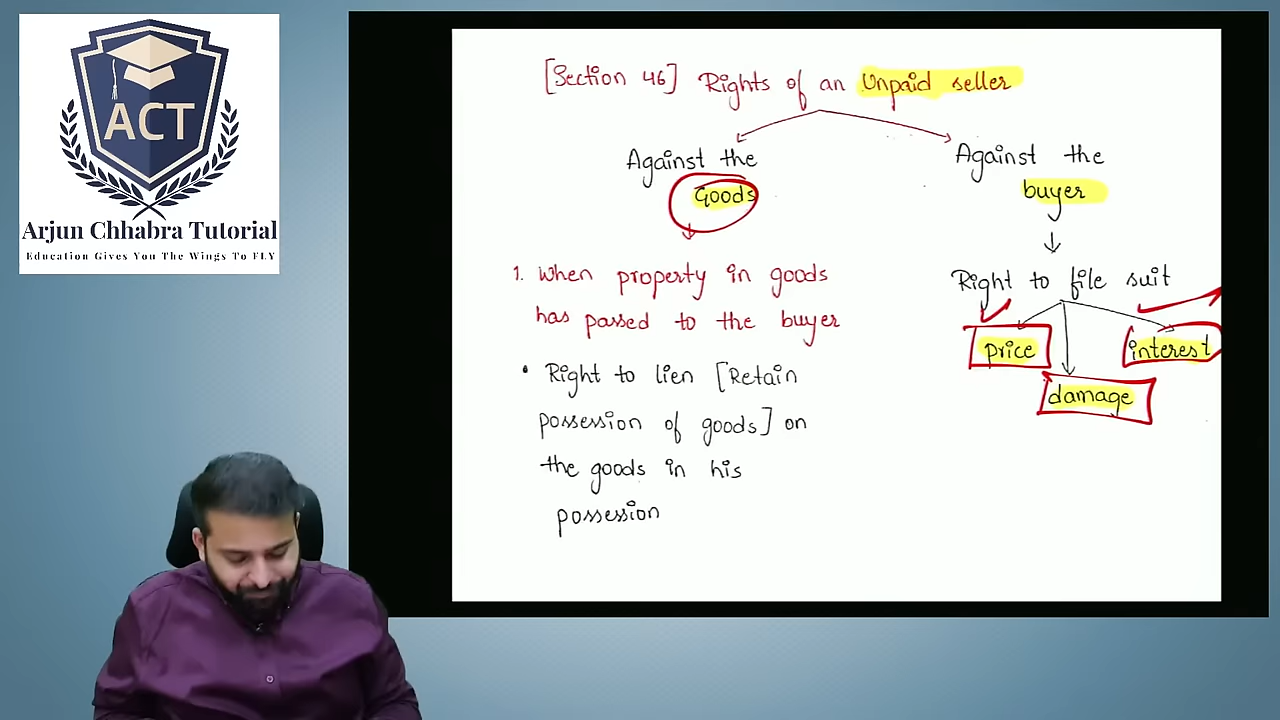 ACT
Arjun Chhabra Tutorial
Education Gives You The Wings To FLY
[Section 46] Rights of an Unpaid seller
Against the
Goods
1. When property in goods
has passed to the buyer
• Right to lien [Retain
possession of goods] on
the goods in his
possession
Against the
buyer
Right to file suit
price
interest
damage